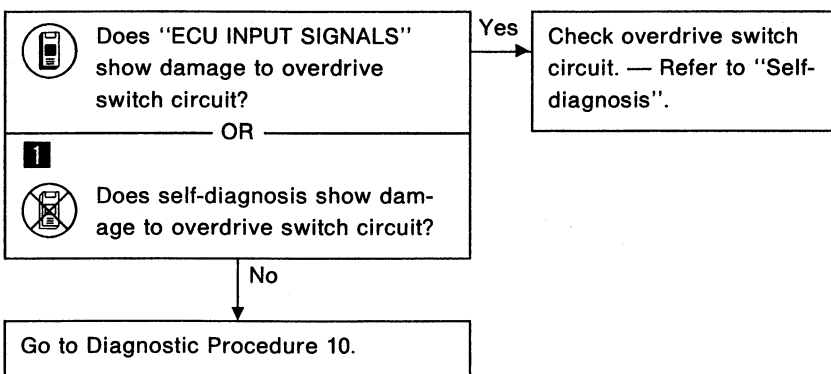 Does ''ECU INPUT SIGNALS''
show damage to overdrive
switch circuit?
Yes
Check overdrive switch
circuit. — Refer to ''Self-
diagnosis''.
OR
1
Does self-diagnosis show dam-
age to overdrive switch circuit?
No
Go to Diagnostic Procedure 10.